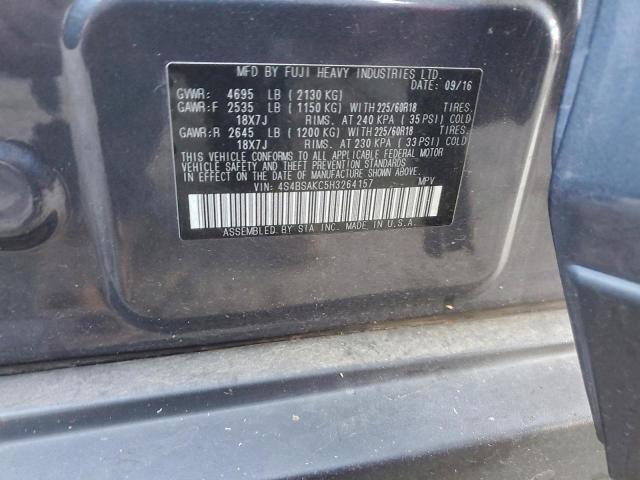 MFD BY FUJI HEAVY INDUSTRIES LTD.
DATE: 09/16
GVWR: 4695 LB ( 2130 KG)
GAWR:F 2535 LB ( 1150 KG) WITH 225/60R18 TIRES,
18X7J RIMS, AT 240 KPA ( 35 PSI) COLD
GAWR:R 2645 LB ( 1200 KG) WITH 225/60R18 TIRES,
18X7J RIMS, AT 230 KPA ( 33 PSI) COLD
THIS VEHICLE CONFORMS TO ALL APPLICABLE FEDERAL MOTOR
VEHICLE SAFETY AND THEFT PREVENTION STANDARDS
IN EFFECT ON THE DATE OF MANUFACTURE SHOWN ABOVE.
VIN: 4S4BSAKC5H3264157 MPV
ASSEMBLED BY SIA INC. MADE IN U.S.A.